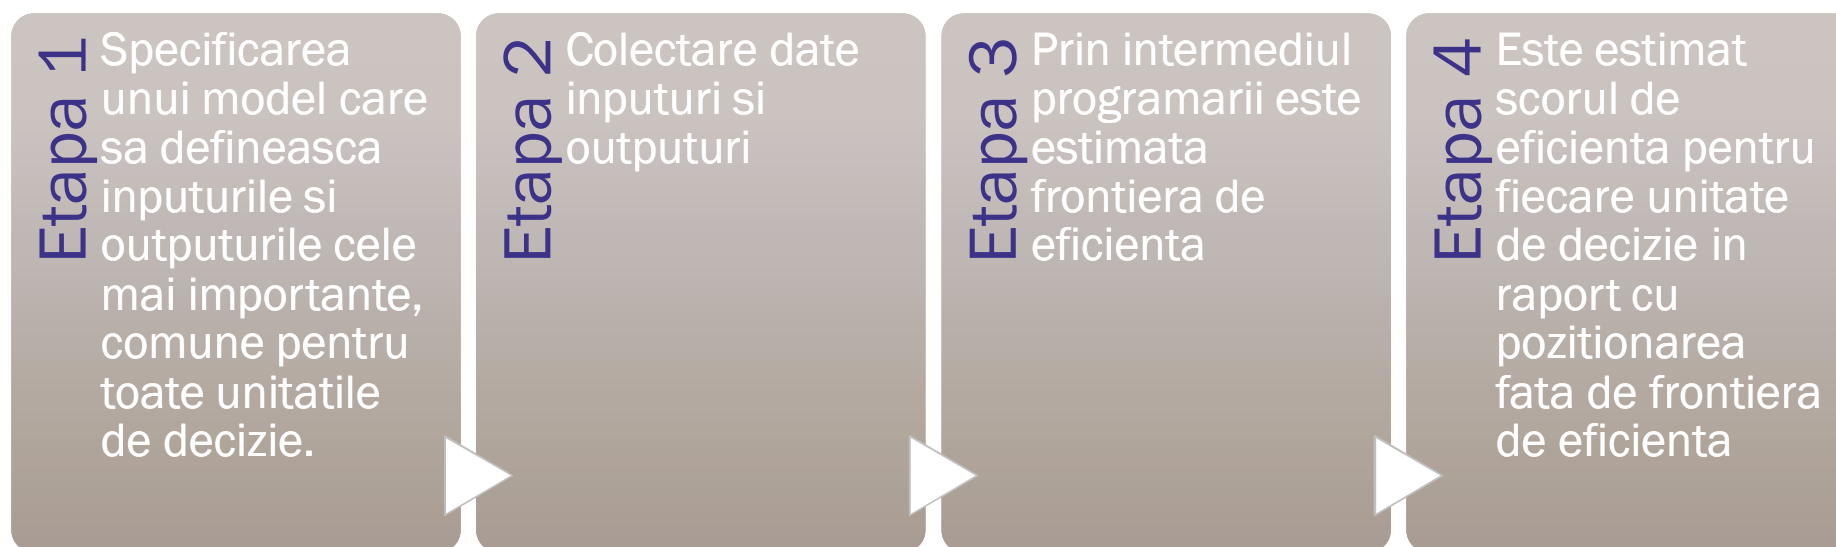 Etapa 1
Specificarea
unui model care
sa defineasca
inputurile si
outputurile cele
mai importante,
comune pentru
toate unitatile
de decizie.
Etapa 2
Colectare date
inputuri si
outputuri
Etapa 3
Prin intermediul
programarii este
estimata
frontiera de
eficienta
Etapa 4
Este estimat
scorul de
eficienta pentru
fiecare unitate
de decizie in
raport cu
pozitionarea
fata de frontiera
de eficienta